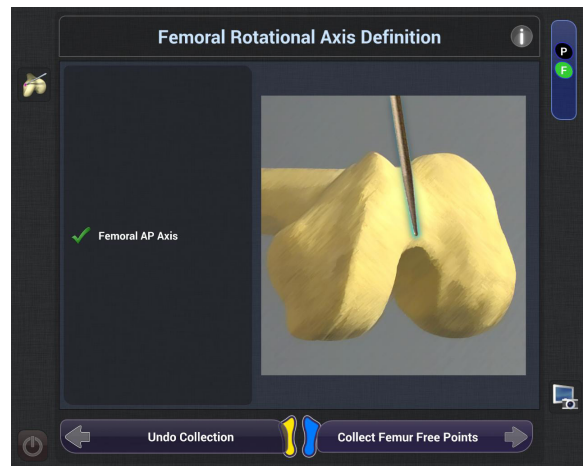 Femoral Rotational Axis Definition
i
P
F
Femoral AP Axis
Undo Collection
Collect Femur Free Points